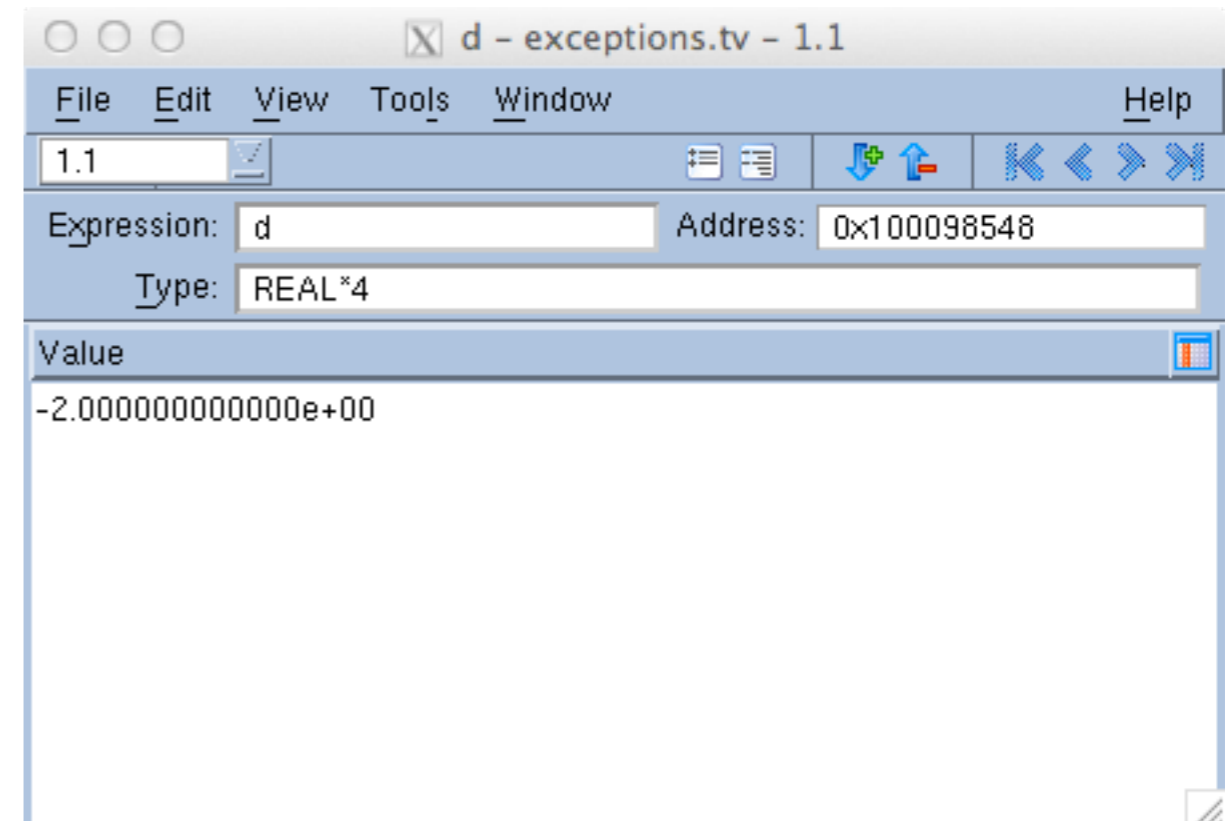 d – exceptions.tv – 1.1
File Edit View Tools Window Help
1.1
Expression: d Address: 0x100098548
Type: REAL*4
Value
-2.000000000000e+00